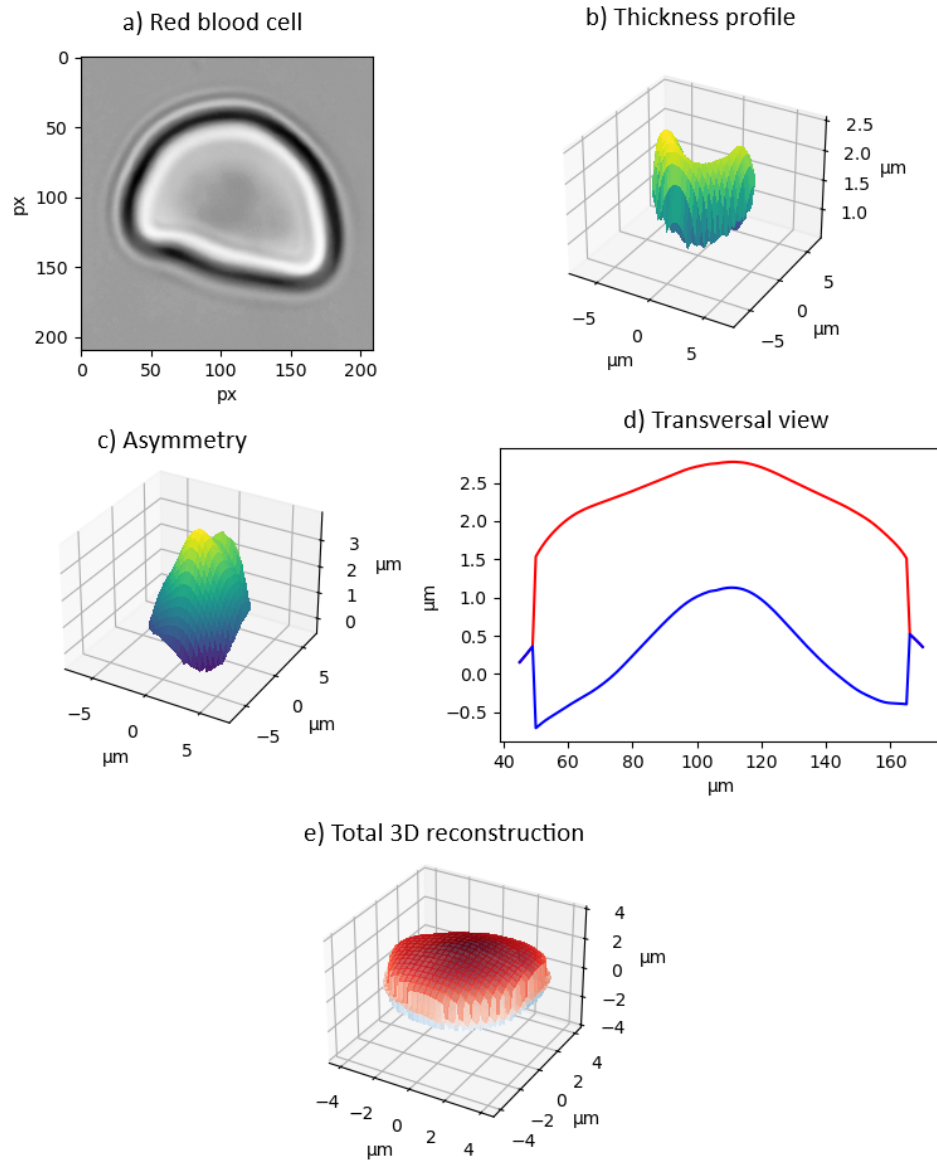 a) Red blood cell
0
50
100
150
200
px
0 50 100 150 200
px
b) Thickness profile
2.5
2.0
1.5
1.0
µm
−5
0
5
µm
5
0
−5
µm
c) Asymmetry
3
2
1
0
µm
−5
0
5
µm
5
0
−5
µm
d) Transversal view
2.5
2.0
1.5
1.0
0.5
0.0
−0.5
µm
40 60 80 100 120 140 160
µm
e) Total 3D reconstruction
4
2
0
−2
−4
µm
−4
−2
0
2
4
µm
4
2
0
−2
−4
µm